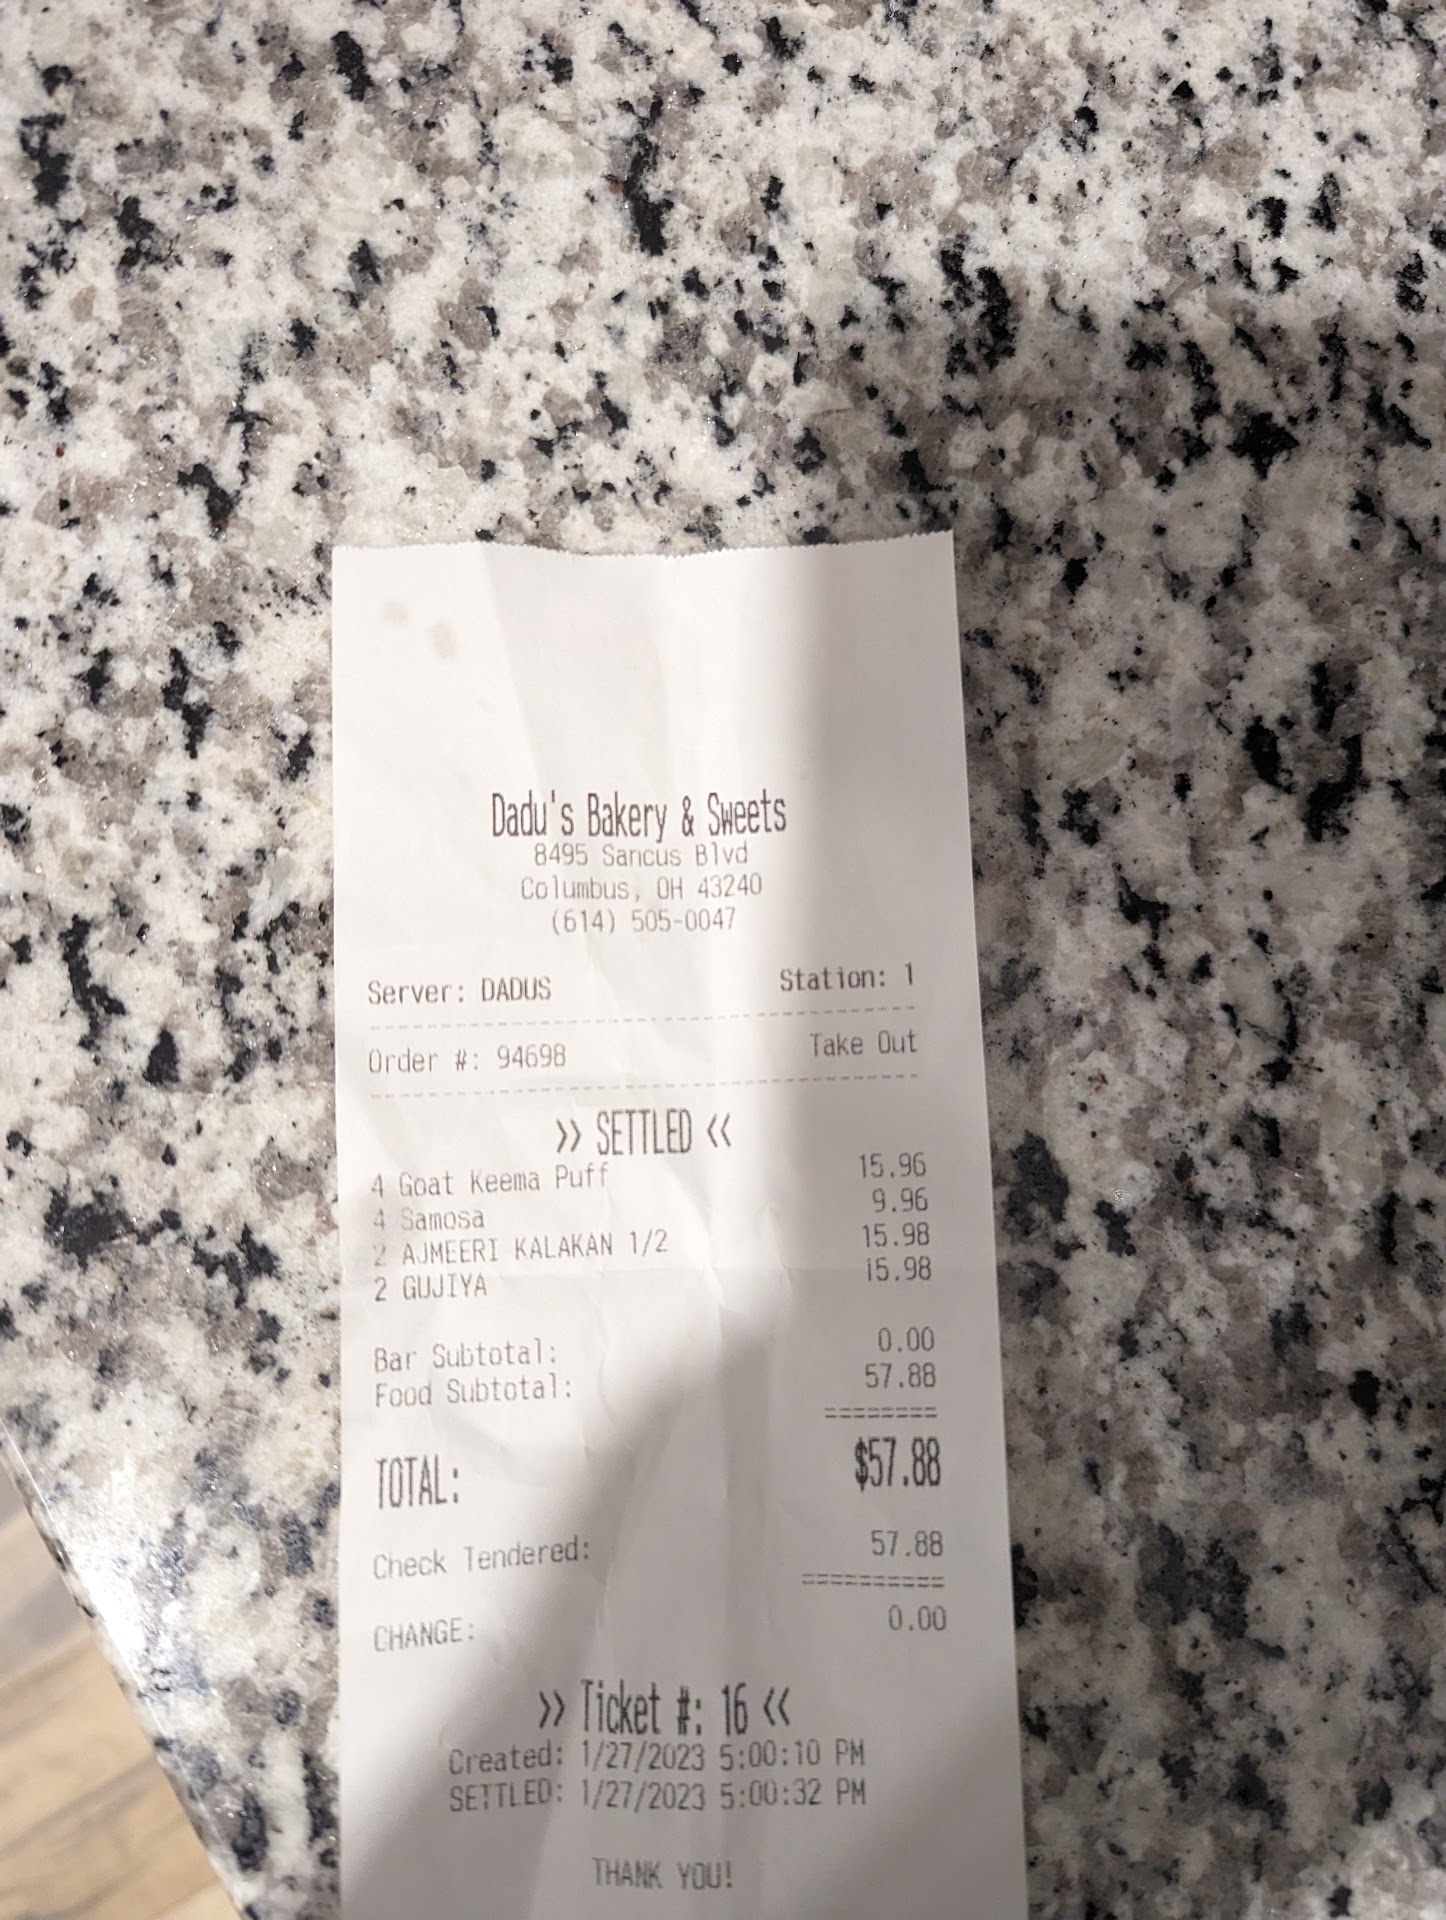 Dadu's Bakery & Sweets
8495 Sancus Blvd
Columbus, OH 43240
(614) 505-0047
Server: DADUS Station: 1
Order #: 94698 Take Out
>> SETTLED <<
4 Goat Keema Puff 15.96
4 Samosa 9.96
2 AJMEERI KALAKAN 1/2 15.98
2 GUJIYA 15.98
Bar Subtotal: 0.00
Food Subtotal: 57.88
========
TOTAL: $57.88
Check Tendered: 57.88
==========
CHANGE: 0.00
>> Ticket #: 16 <<
Created: 1/27/2023 5:00:10 PM
SETTLED: 1/27/2023 5:00:32 PM
THANK YOU!